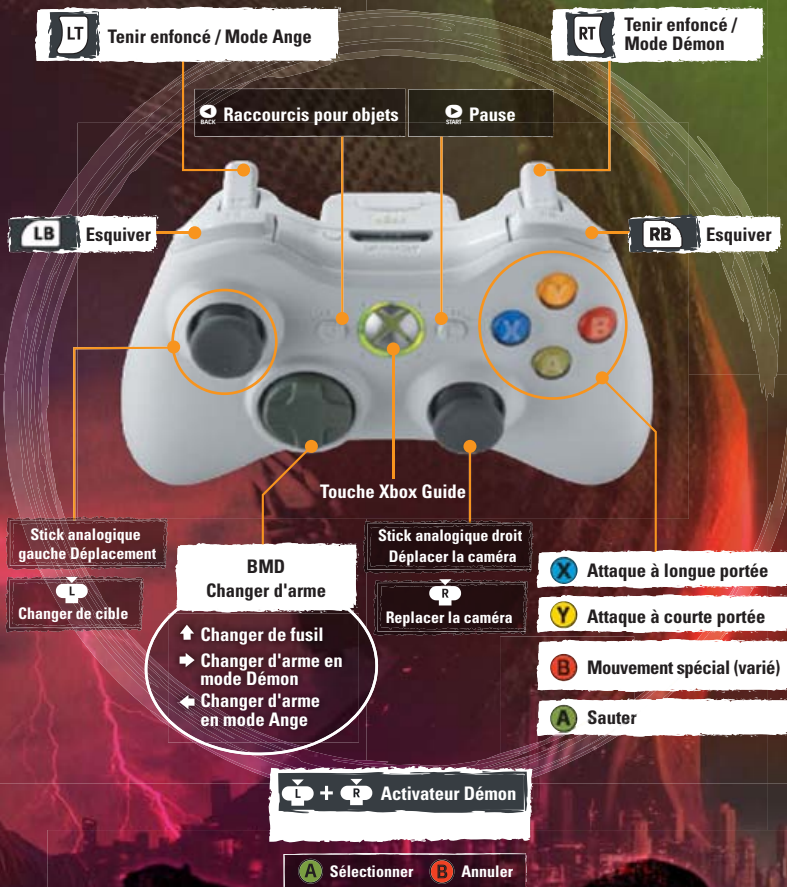 LT Tenir enfoncé / Mode Ange
RT Tenir enfoncé /
Mode Démon
BACK Raccourcis pour objets
START Pause
LB Esquiver
RB Esquiver
Y
X
B
A
Touche Xbox Guide
Stick analogique
gauche Déplacement
L
Changer de cible
BMD
Changer d'arme
Changer de fusil
Changer d'arme en
mode Démon
Changer d'arme
en mode Ange
Stick analogique droit
Déplacer la caméra
R
Replacer la caméra
X Attaque à longue portée
Y Attaque à courte portée
B Mouvement spécial (varié)
A Sauter
L + R Activateur Démon
A Sélectionner B Annuler